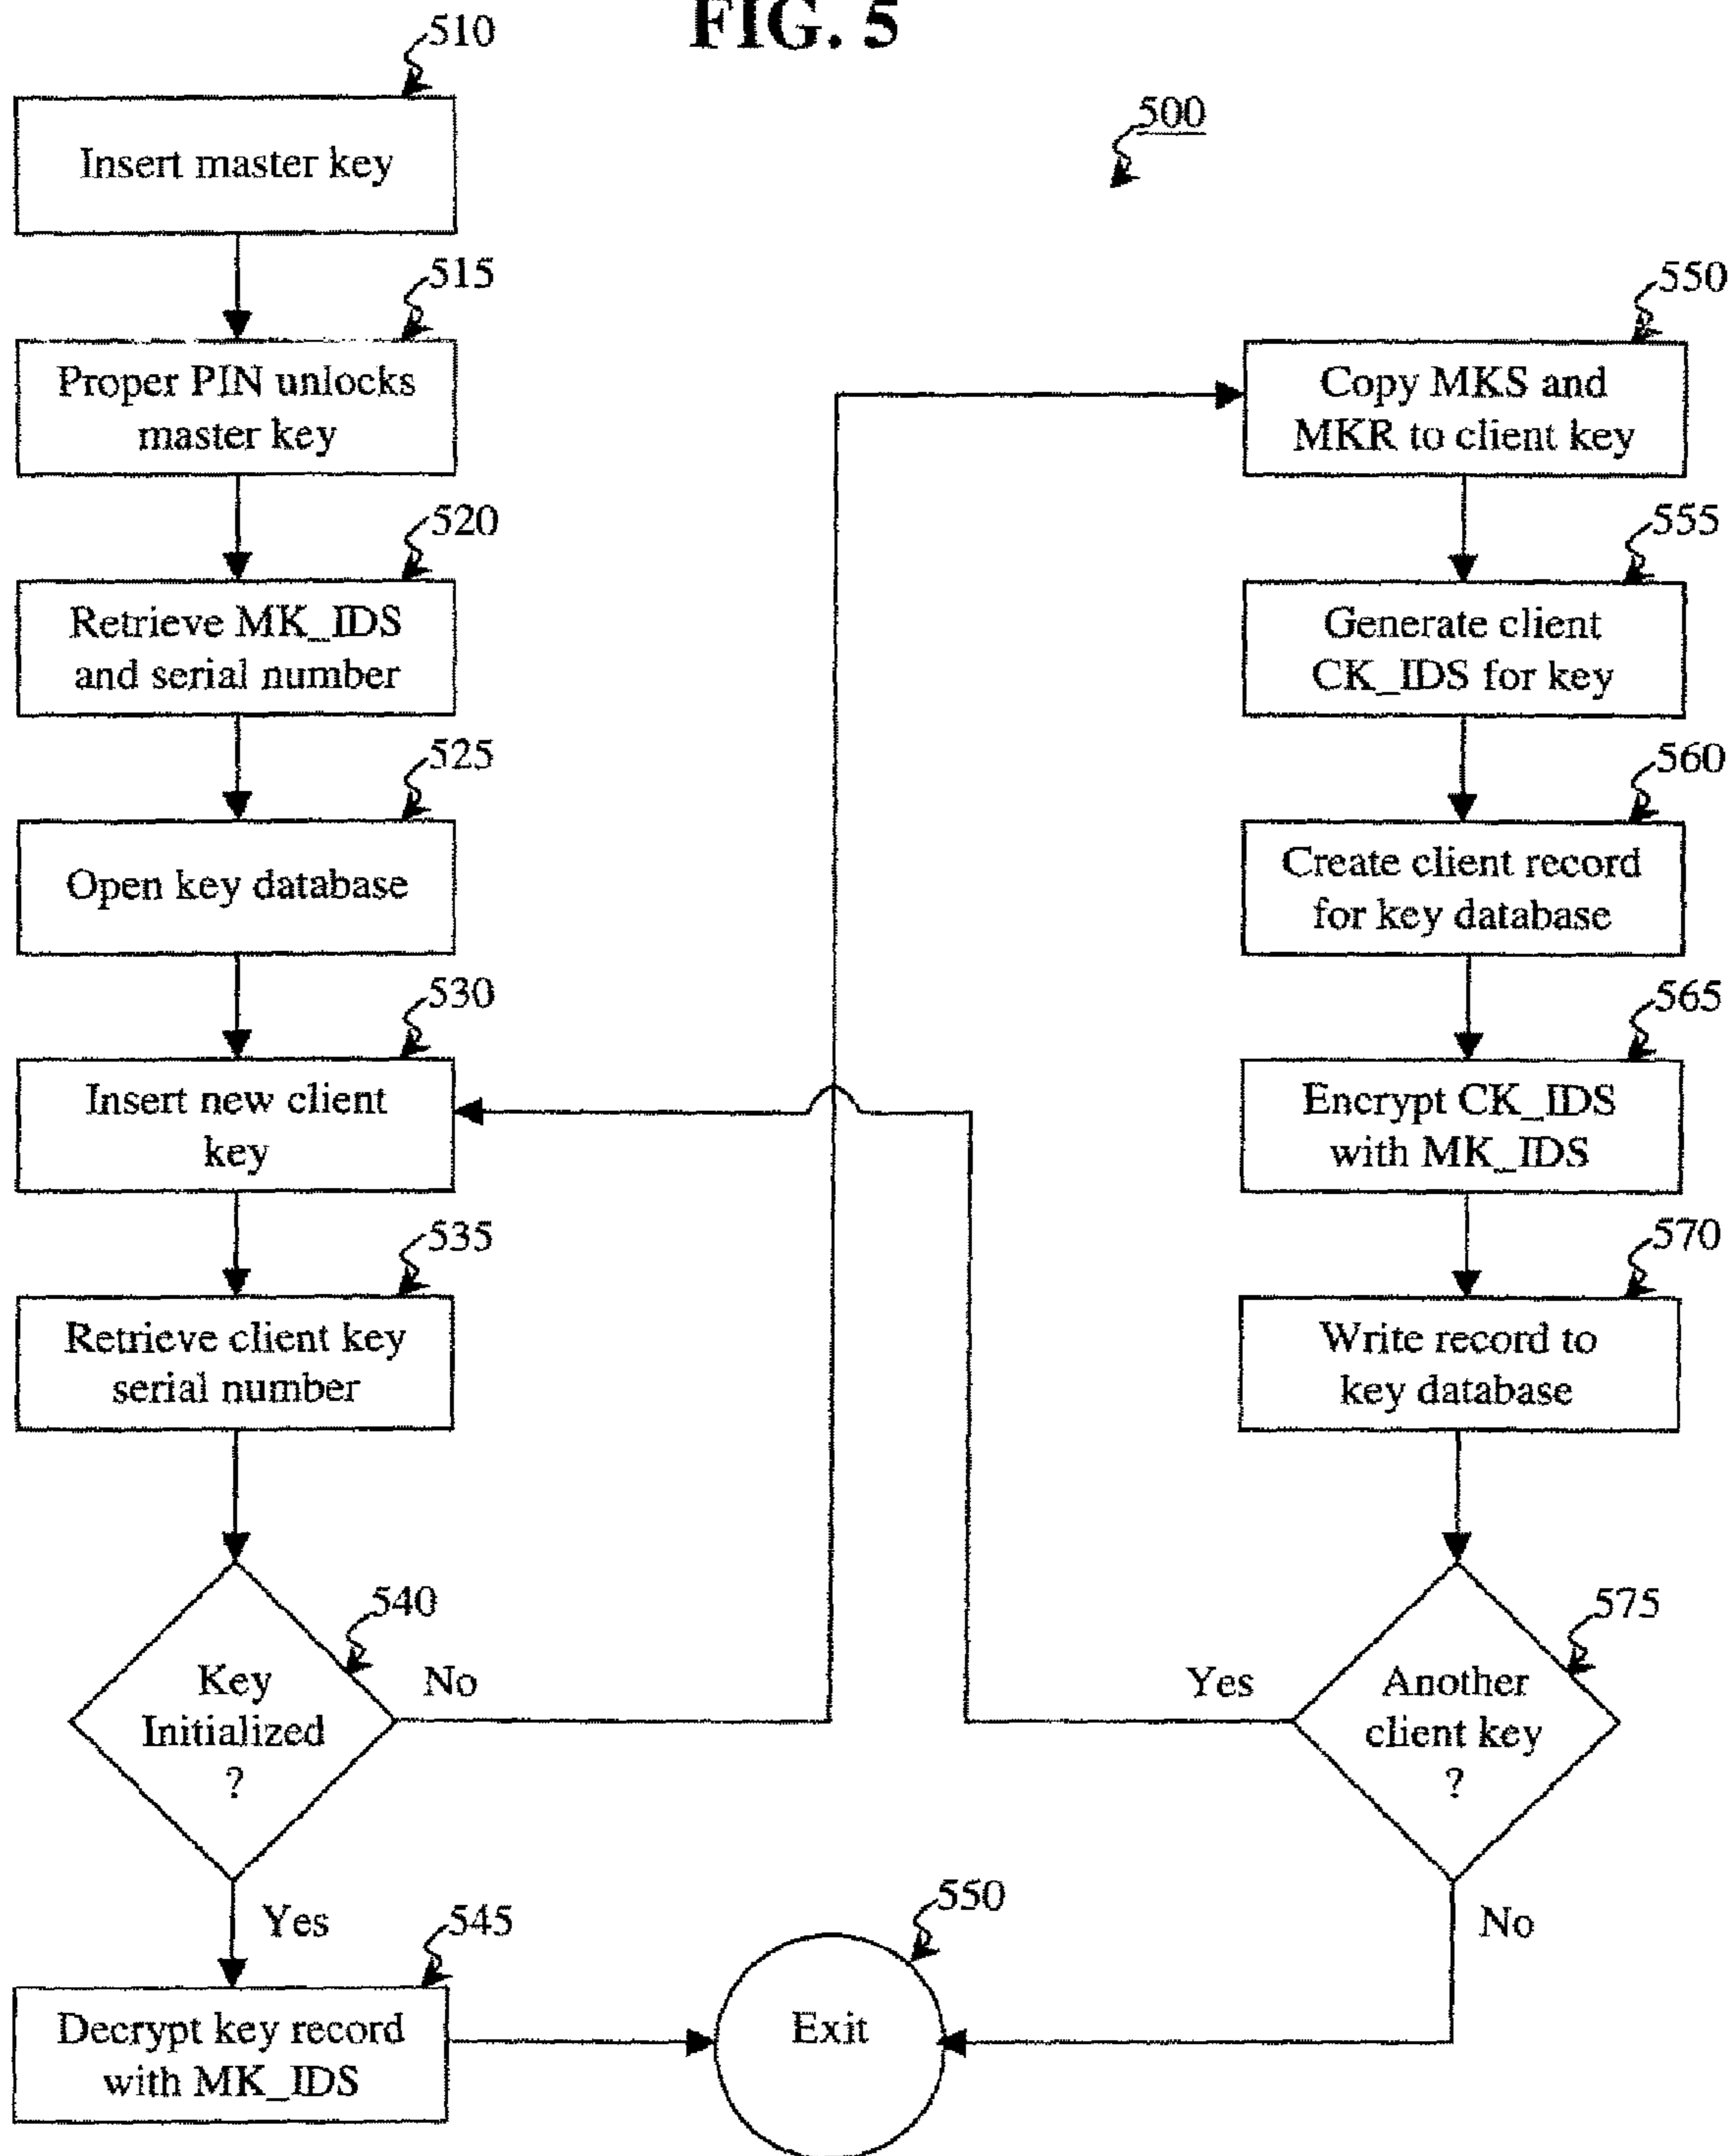 FIG. 5
500
510
Insert master key
515
Proper PIN unlocks
master key
520
Retrieve MK_IDS
and serial number
525
Open key database
530
Insert new client
key
535
Retrieve client key
serial number
540
Key
Initialized
?
No
Yes
545
Decrypt key record
with MK_IDS
550
Exit
550
Copy MKS and
MKR to client key
555
Generate client
CK_IDS for key
560
Create client record
for key database
565
Encrypt CK_IDS
with MK_IDS
570
Write record to
key database
575
Another
client key
?
Yes
No